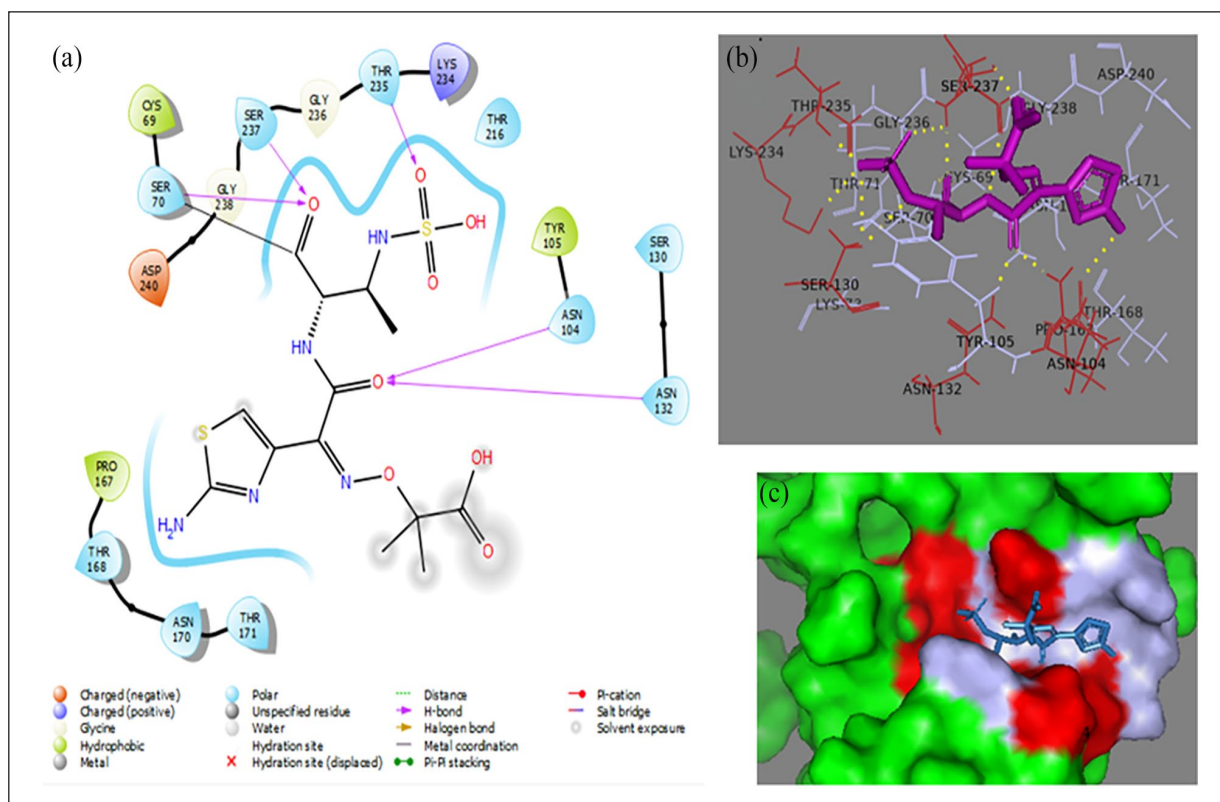 (a)
THR
235
LYS
234
GLY
236
CYS
69
SER
237
THR
216
SER
70
GLY
238
O
O
S
OH
HN
O
ASP
240
TYR
105
SER
130
ASN
104
HN
O
ASN
132
S
PRO
167
N
N
O
OH
O
H₂N
THR
168
ASN
170
THR
171
Charged (negative)
Charged (positive)
Glycine
Hydrophobic
Metal
Polar
Unspecified residue
Water
Hydration site
Hydration site (displaced)
Distance
H-bond
Halogen bond
Metal coordination
Pi-Pi stacking
Pi-cation
Salt bridge
Solvent exposure
(b)
SER-237
ASP-240
THR-235
GLY-236
GLY-238
LYS-234
THR-71
SER-70
SER-130
THR-168
TYR-105
ASN-104
ASN-132
(c)